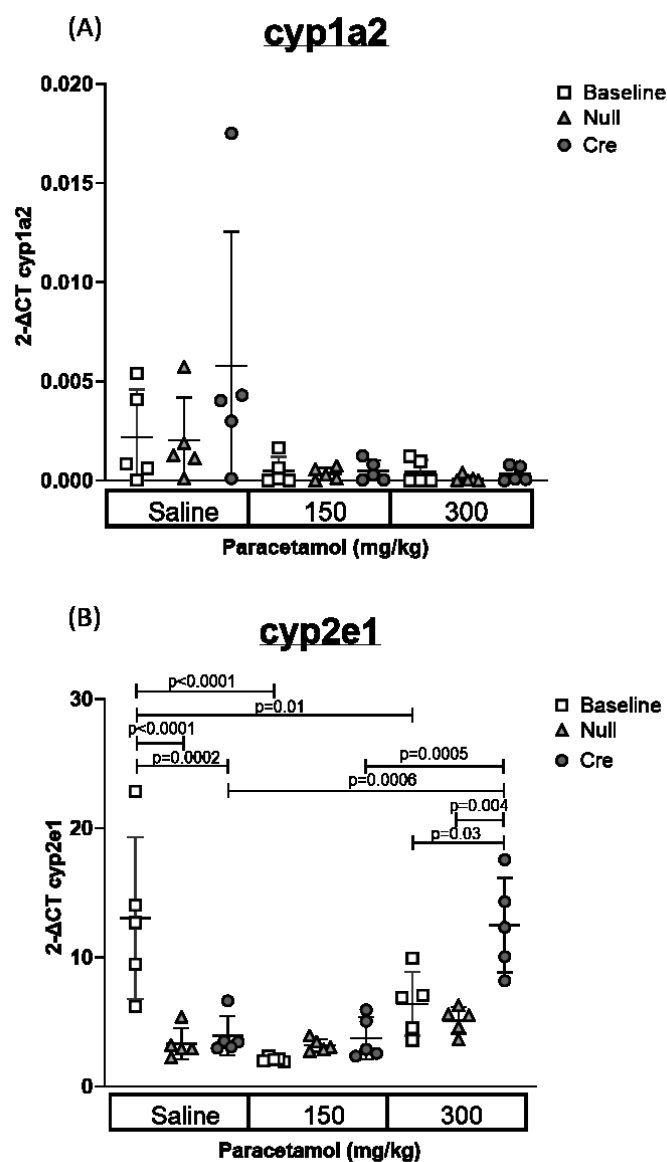 (A)
cyp1a2
0.020
0.015
0.010
0.005
0.000
2-ΔCT cyp1a2
Baseline
Null
Cre
Saline 150 300
Paracetamol (mg/kg)
(B)
cyp2e1
30
20
10
0
2-ΔCT cyp2e1
p<0.0001
p=0.01
p<0.0001
p=0.0002
p=0.0005
p=0.0006
p=0.004
p=0.03
Baseline
Null
Cre
Saline 150 300
Paracetamol (mg/kg)